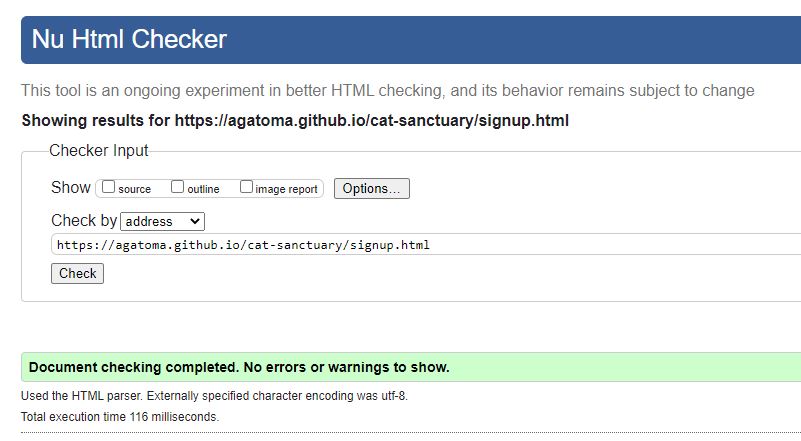 Nu Html Checker
This tool is an ongoing experiment in better HTML checking, and its behavior remains subject to change
Showing results for https://agatoma.github.io/cat-sanctuary/signup.html
Checker Input
Show source outline image report Options...
Check by address
https://agatoma.github.io/cat-sanctuary/signup.html
Check
Document checking completed. No errors or warnings to show.
Used the HTML parser. Externally specified character encoding was utf-8.
Total execution time 116 milliseconds.